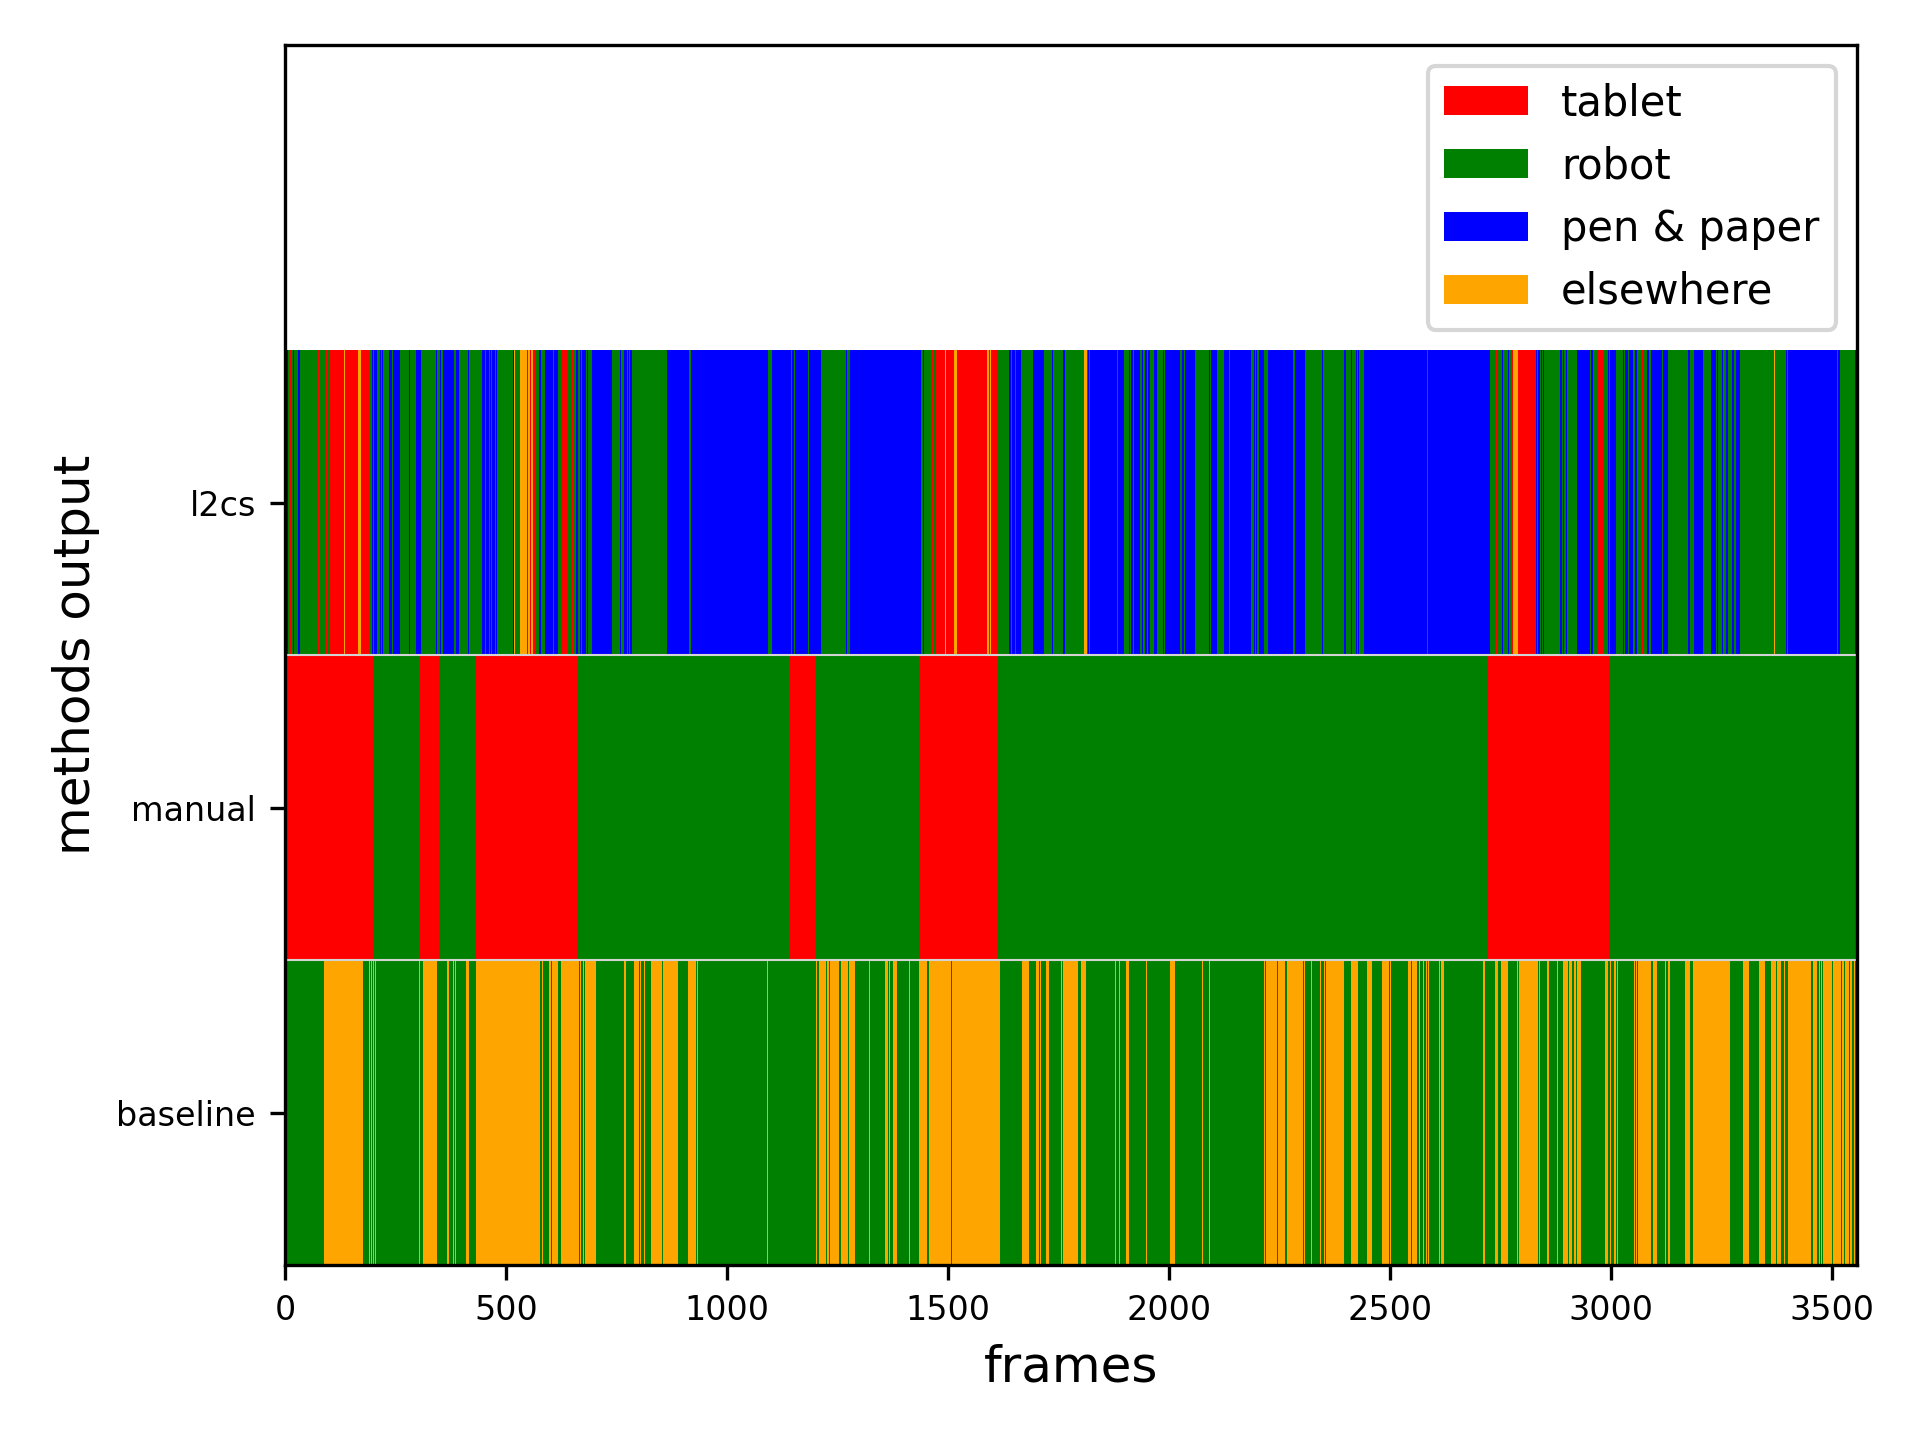 tablet
robot
pen & paper
elsewhere
methods output
l2cs
manual
baseline
0 500 1000 1500 2000 2500 3000 3500
frames